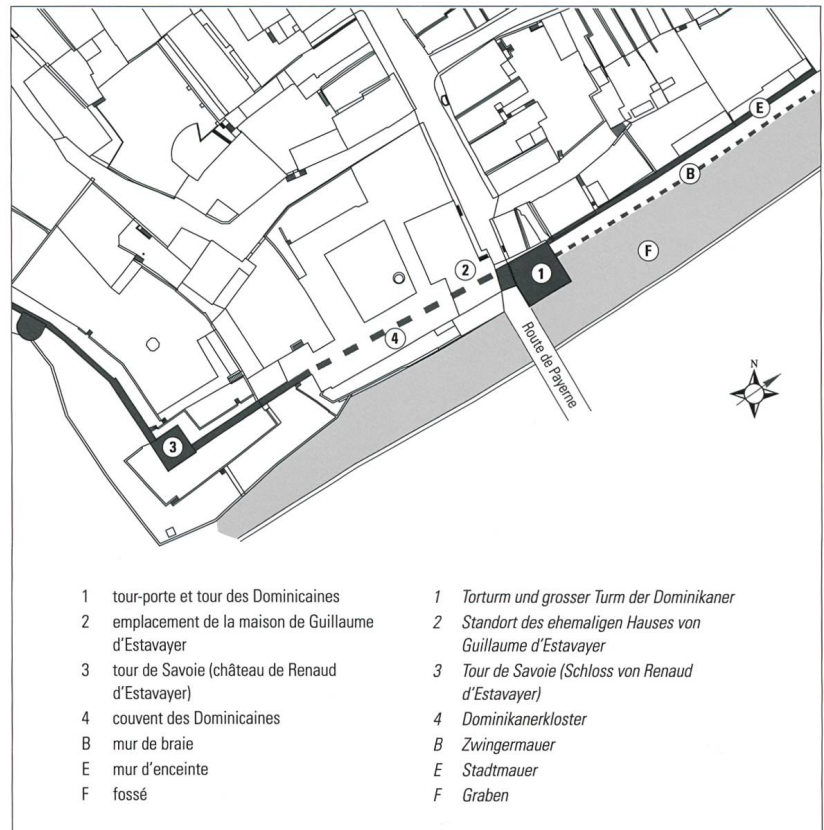 E
B
F
2
1
4
Route de Payerne
N
3
1 tour-porte et tour des Dominicaines
2 emplacement de la maison de Guillaume
d'Estavayer
3 tour de Savoie (château de Renaud
d'Estavayer)
4 couvent des Dominicaines
B mur de braie
E mur d'enceinte
F fossé
1 Torturm und grosser Turm der Dominikaner
2 Standort des ehemaligen Hauses von
Guillaume d'Estavayer
3 Tour de Savoie (Schloss von Renaud
d'Estavayer)
4 Dominikanerkloster
B Zwingermauer
E Stadtmauer
F Graben